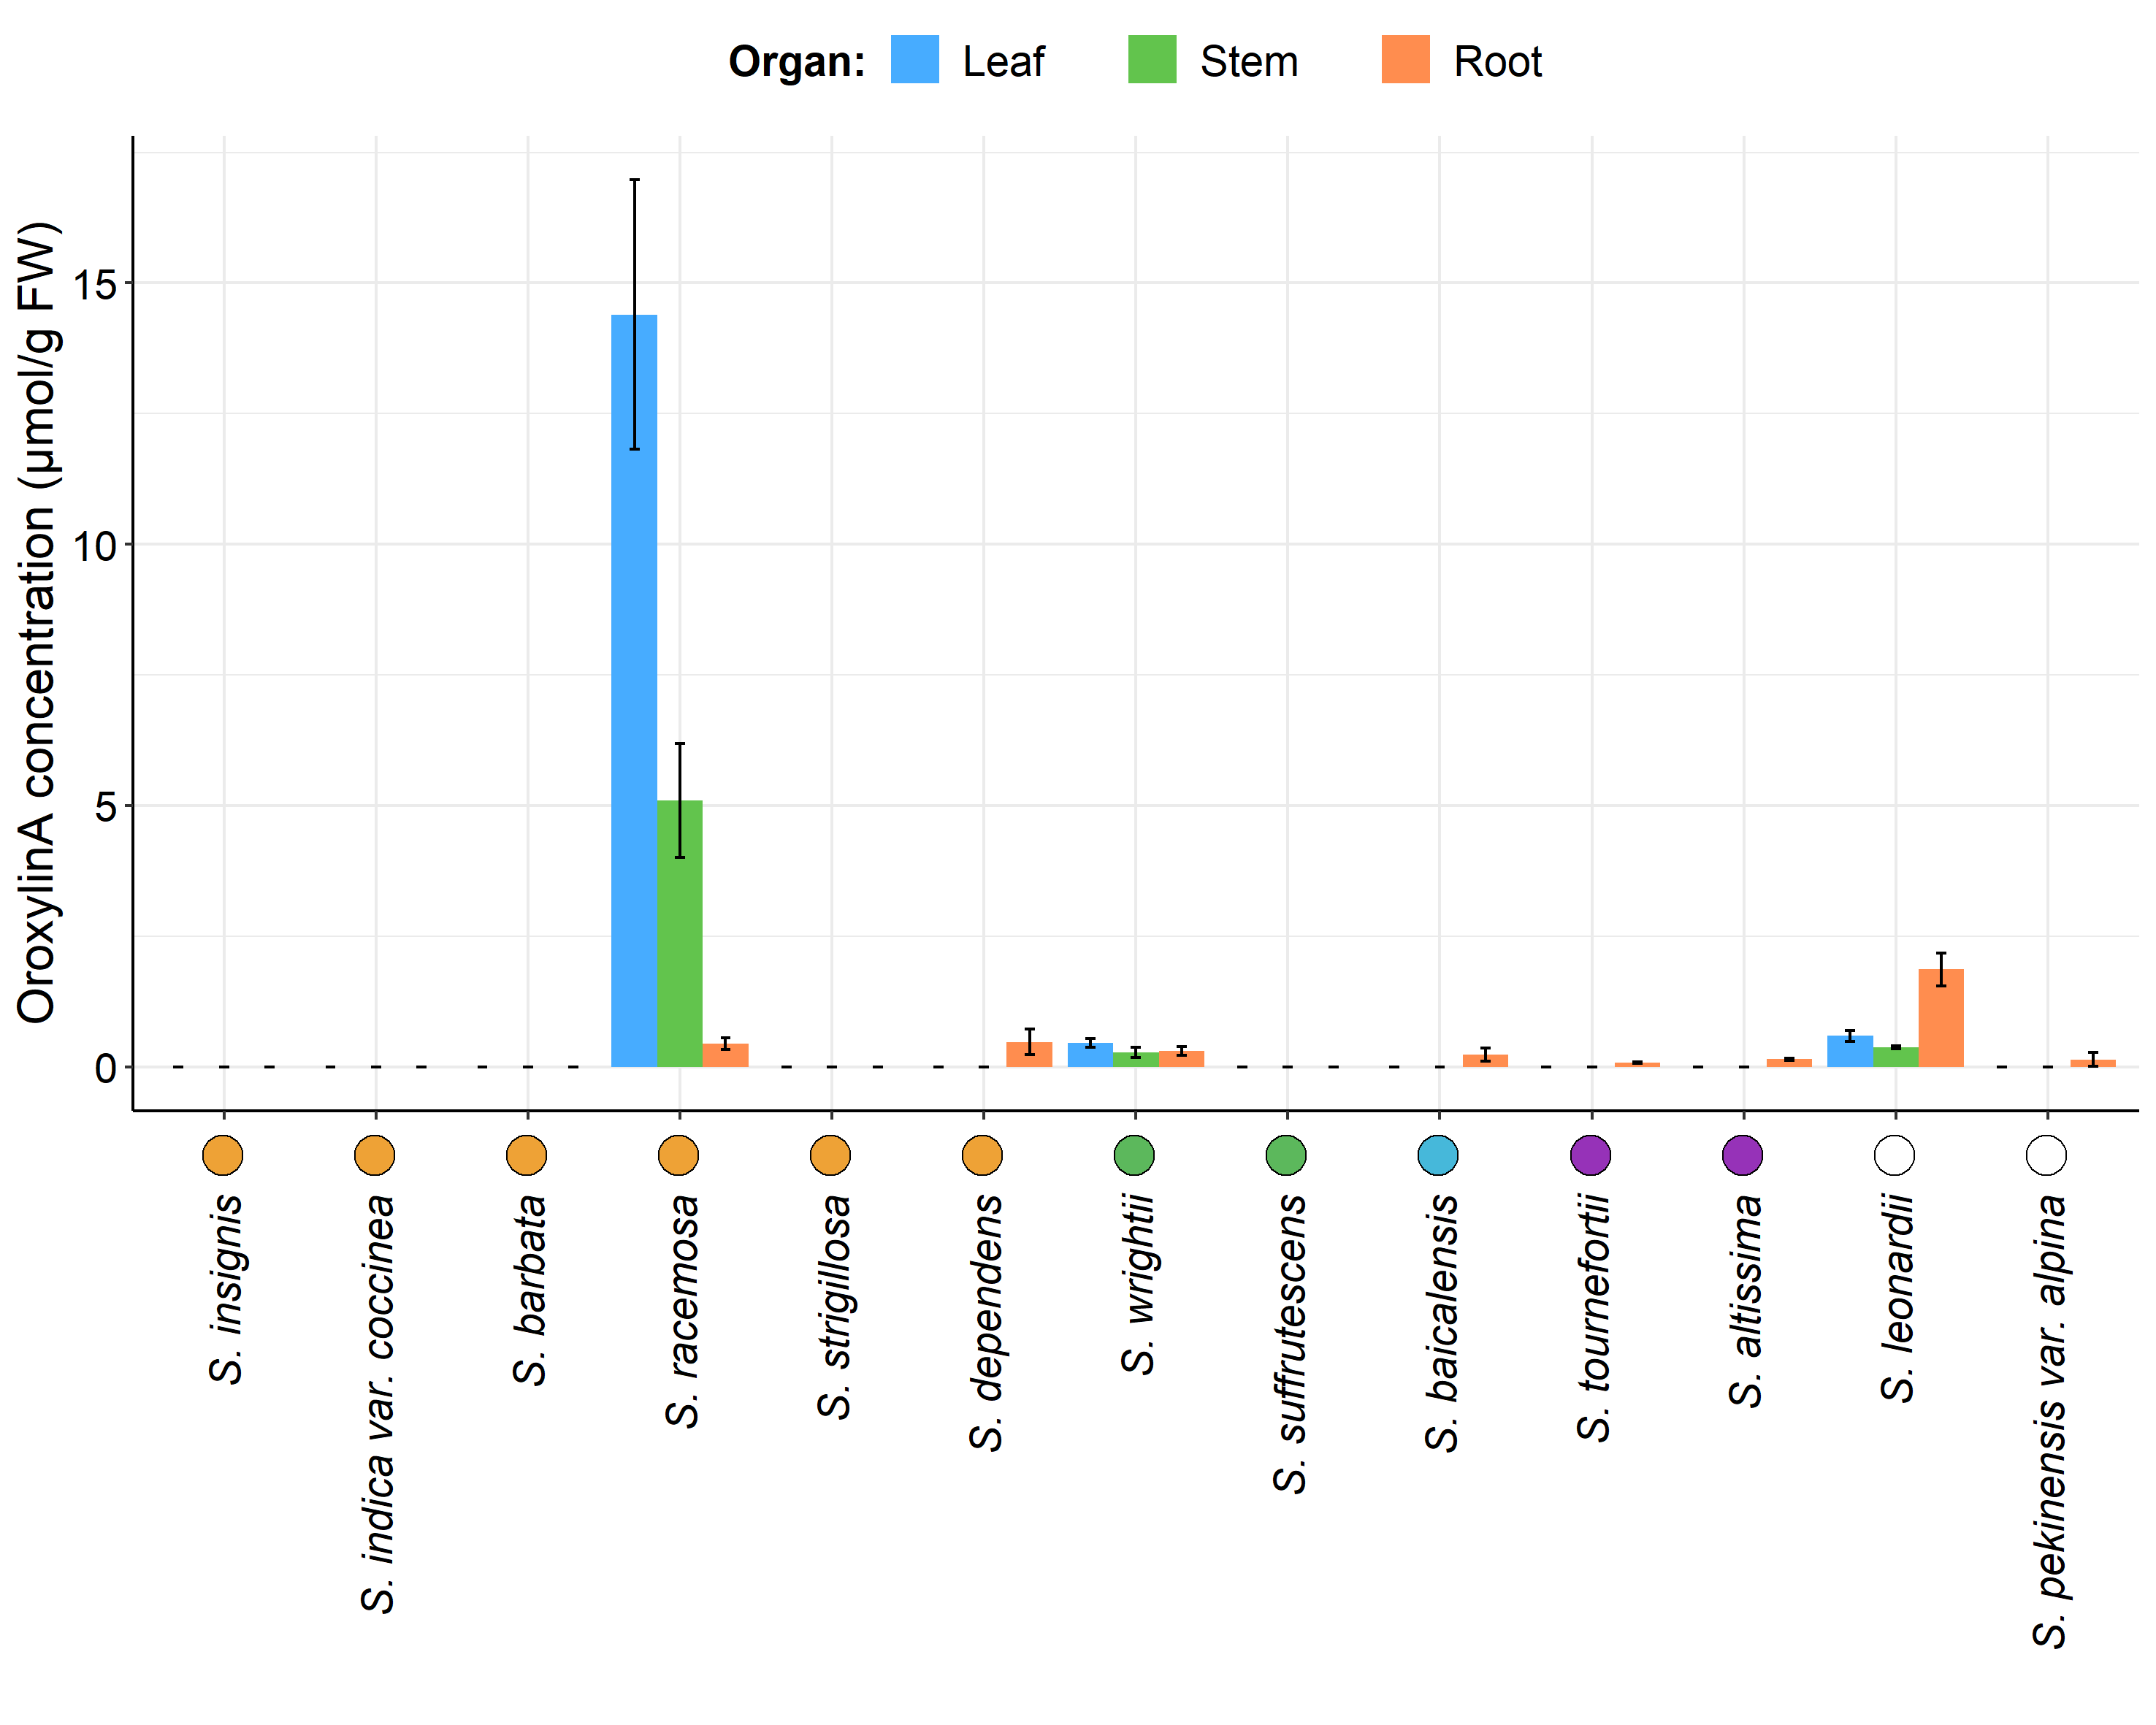 Organ: Leaf Stem Root
OroxylinA concentration (µmol/g FW)
15
10
5
0
S. insignis
S. indica var. coccinea
S. barbata
S. racemosa
S. strigillosa
S. dependens
S. wrightii
S. suffrutescens
S. baicalensis
S. tournefortii
S. altissima
S. leonardii
S. pekinensis var. alpina